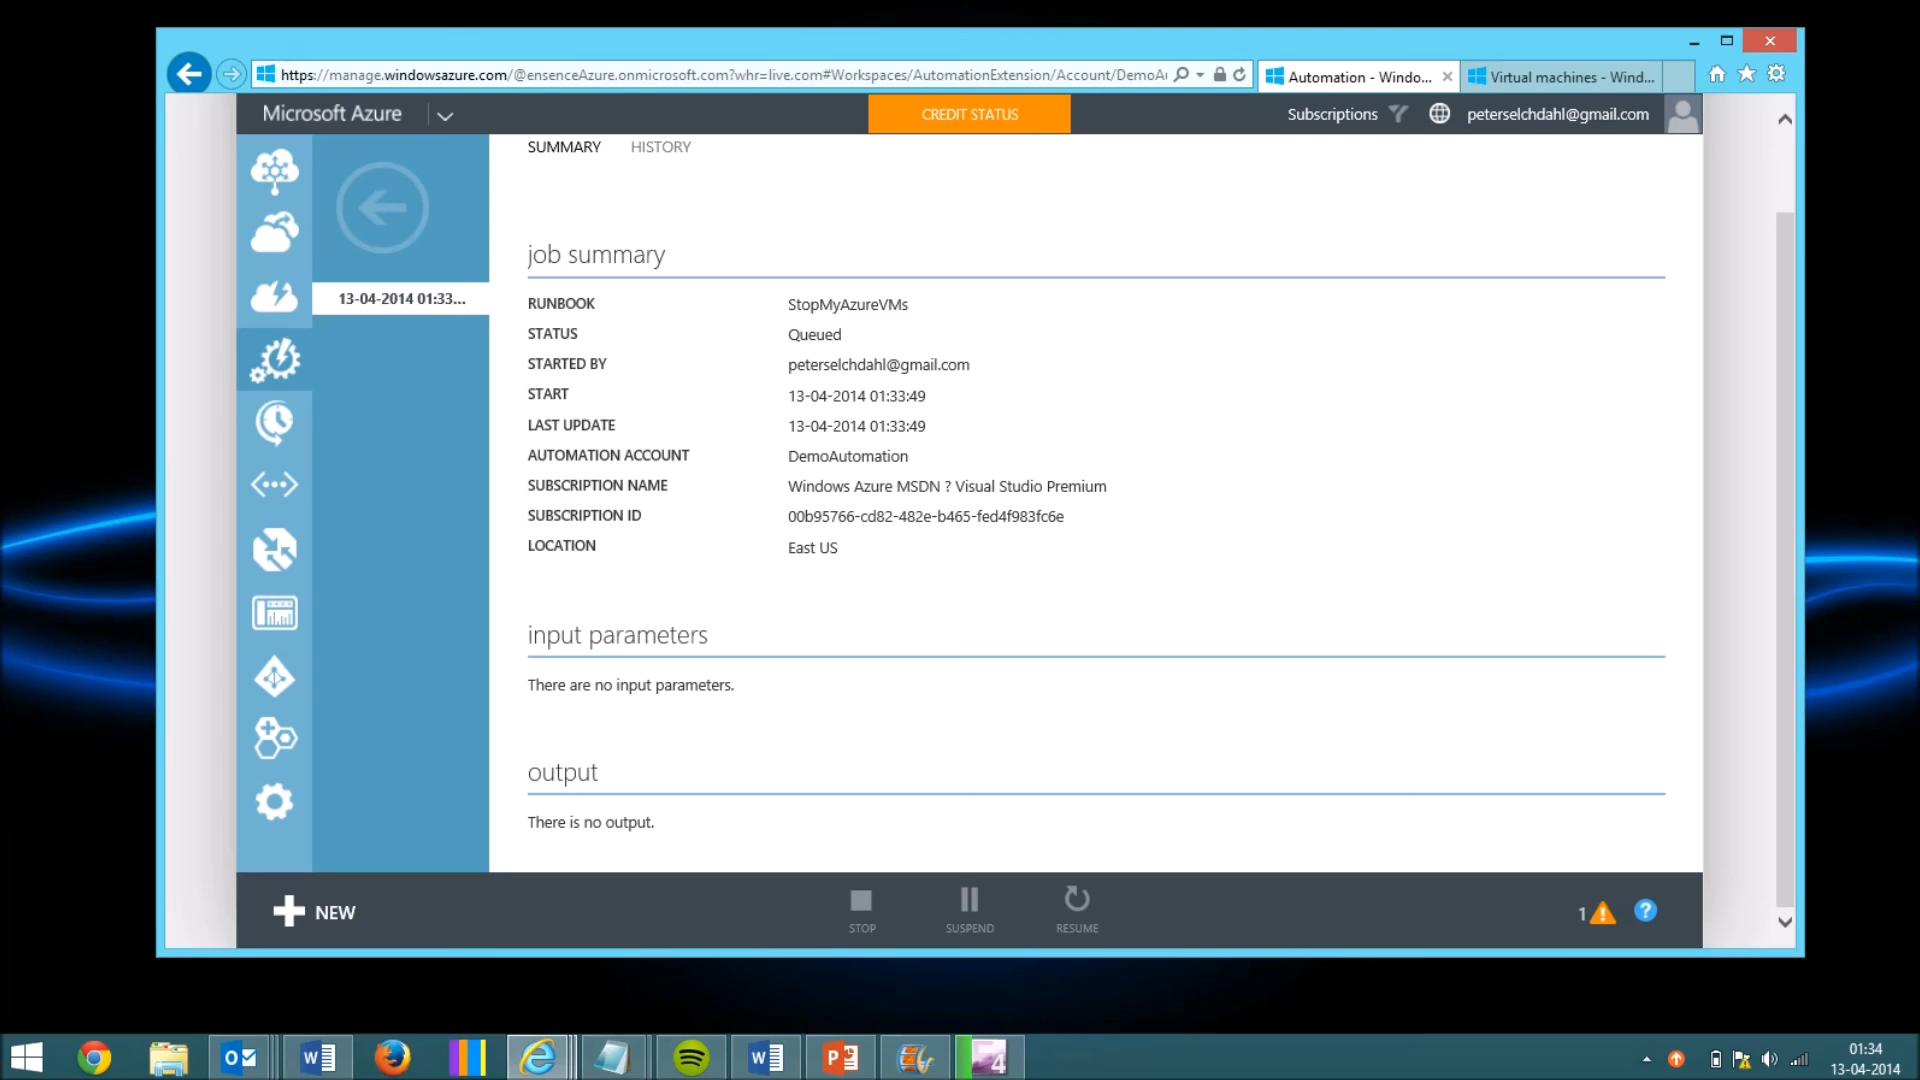 https://manage.windowsazure.com/@ensenceAzure.onmicrosoft.com?whr=live.com#Workspaces/AutomationExtension/Account/DemoAu
Automation - Windo...
Virtual machines - Wind...
Microsoft Azure
CREDIT STATUS
Subscriptions
peterselchdahl@gmail.com
SUMMARY
HISTORY
13-04-2014 01:33...
job summary
RUNBOOK StopMyAzureVMs
STATUS Queued
STARTED BY peterselchdahl@gmail.com
START 13-04-2014 01:33:49
LAST UPDATE 13-04-2014 01:33:49
AUTOMATION ACCOUNT DemoAutomation
SUBSCRIPTION NAME Windows Azure MSDN ? Visual Studio Premium
SUBSCRIPTION ID 00b95766-cd82-482e-b465-fed4f983fc6e
LOCATION East US
input parameters
There are no input parameters.
output
There is no output.
NEW
STOP
SUSPEND
RESUME
1
01:34
13-04-2014